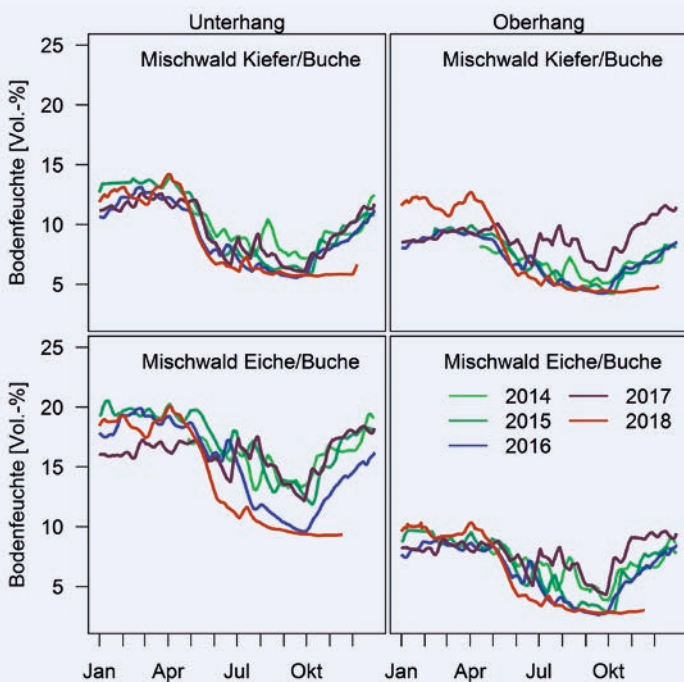 Unterhang
Oberhang
Bodenfeuchte [Vol.-%]
25
20
15
10
5
Mischwald Kiefer/Buche
Mischwald Kiefer/Buche
Bodenfeuchte [Vol.-%]
25
20
15
10
5
Mischwald Eiche/Buche
Mischwald Eiche/Buche
2014
2015
2016
2017
2018
Jan Apr Jul Okt
Jan Apr Jul Okt